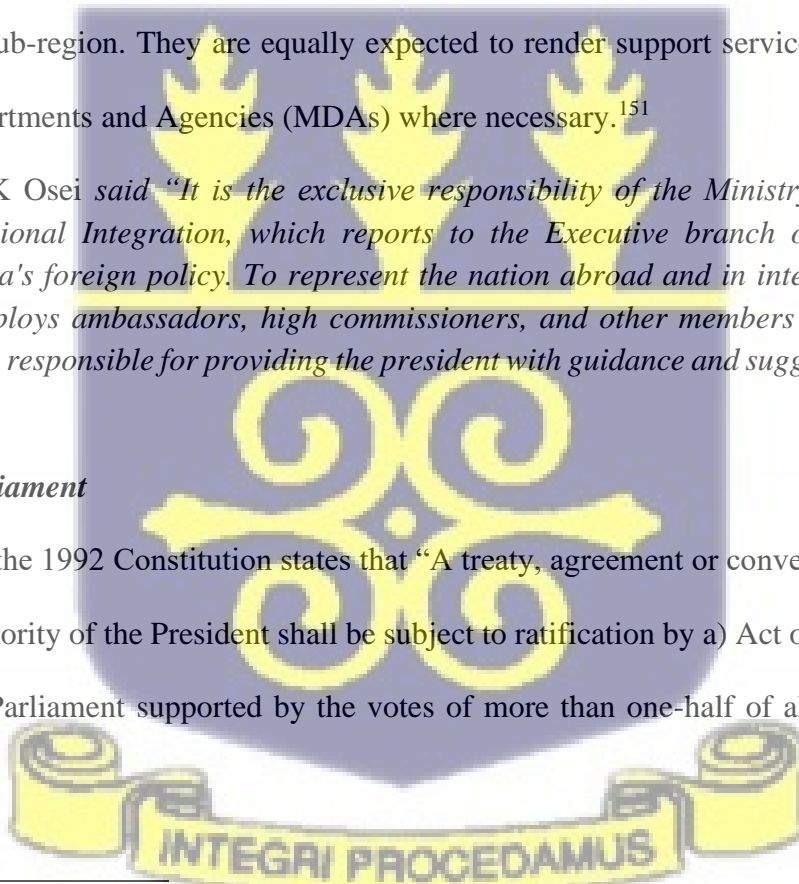 ub-region. They are equally expected to render support service
rtments and Agencies (MDAs) where necessary.151
K Osei said “It is the exclusive responsibility of the Ministry
ional Integration, which reports to the Executive branch o
a's foreign policy. To represent the nation abroad and in inte
ploys ambassadors, high commissioners, and other members
responsible for providing the president with guidance and sugg
iament
the 1992 Constitution states that “A treaty, agreement or conve
ority of the President shall be subject to ratification by a) Act o
Parliament supported by the votes of more than one-half of al
INTEGRI PROCEDAMUS